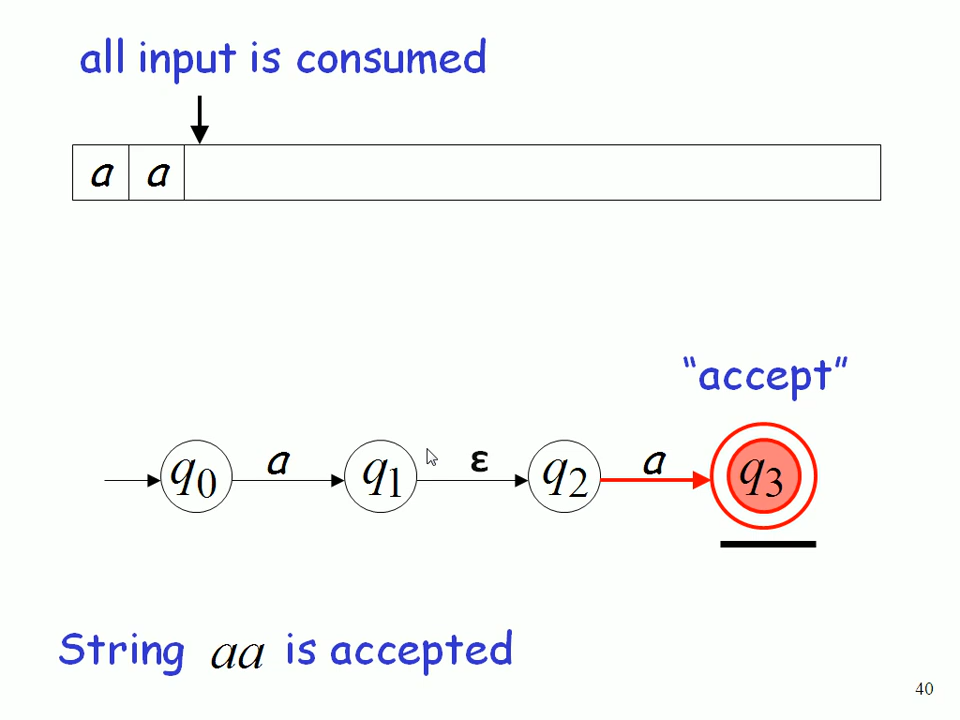 all input is consumed
a a
“accept”
q0 a q1 ε q2 a q3
String aa is accepted
40